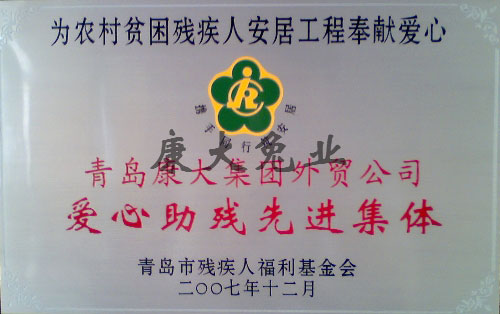 为农村贫困残疾人安居工程奉献爱心
康大兔业
青岛康大集团外贸公司
爱心助残先进集体
青岛市残疾人福利基金会
二〇〇七年十二月